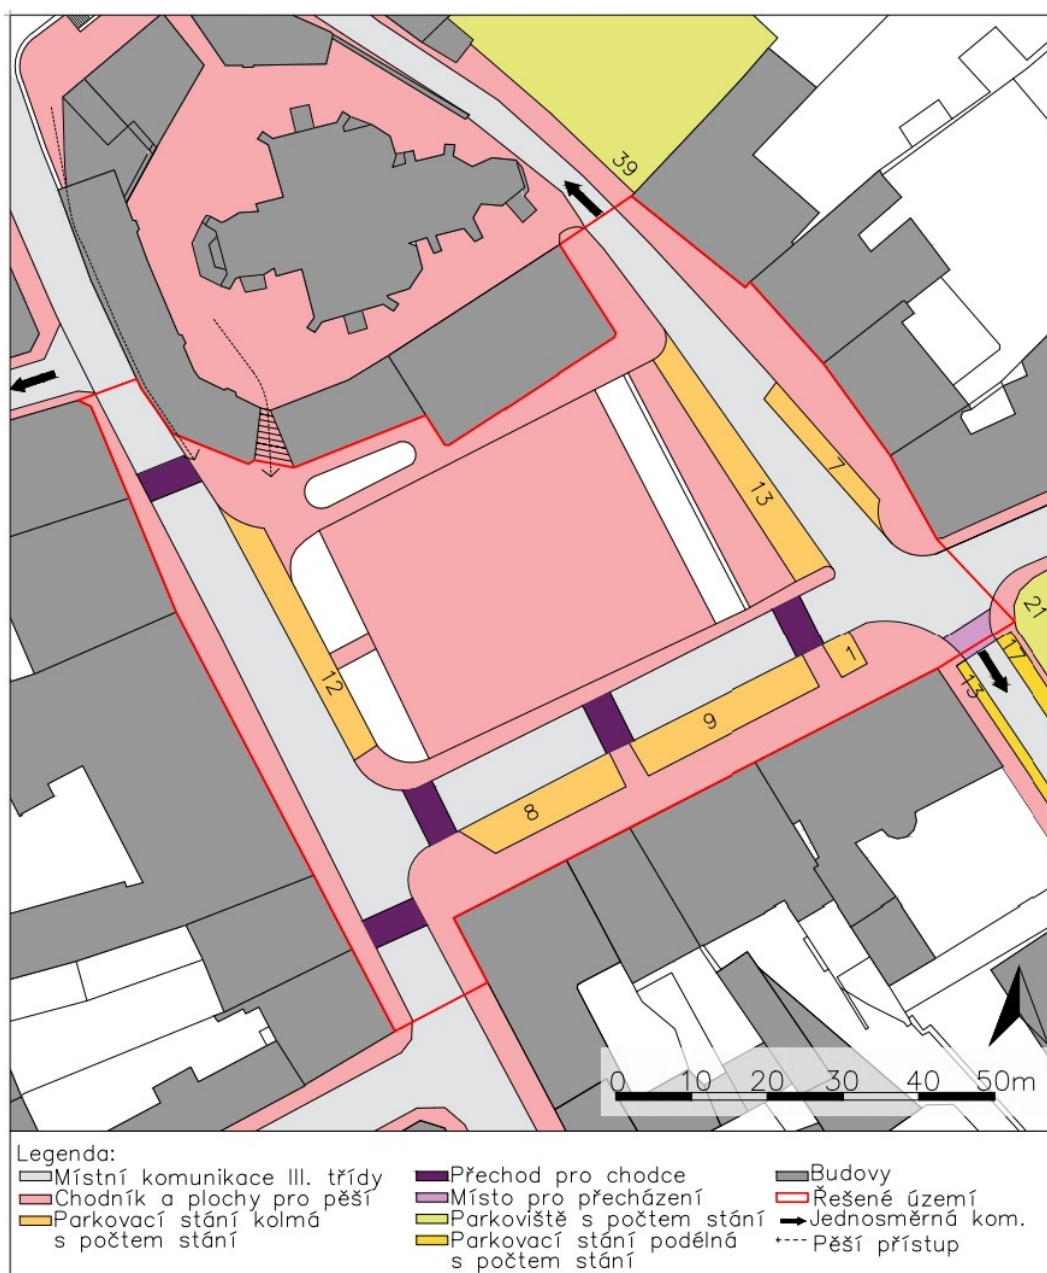 39
7
13
21
17
13
1
12
9
8
0 10 20 30 40 50m
Legenda:
Místní komunikace III. třídy
Chodník a plochy pro pěší
Parkovací stání kolmá
s počtem stání
Přechod pro chodce
Místo pro přecházení
Parkoviště s počtem stání
Parkovací stání podélná
s počtem stání
Budovy
Řešené území
Jednosměrná kom.
Pěší přístup